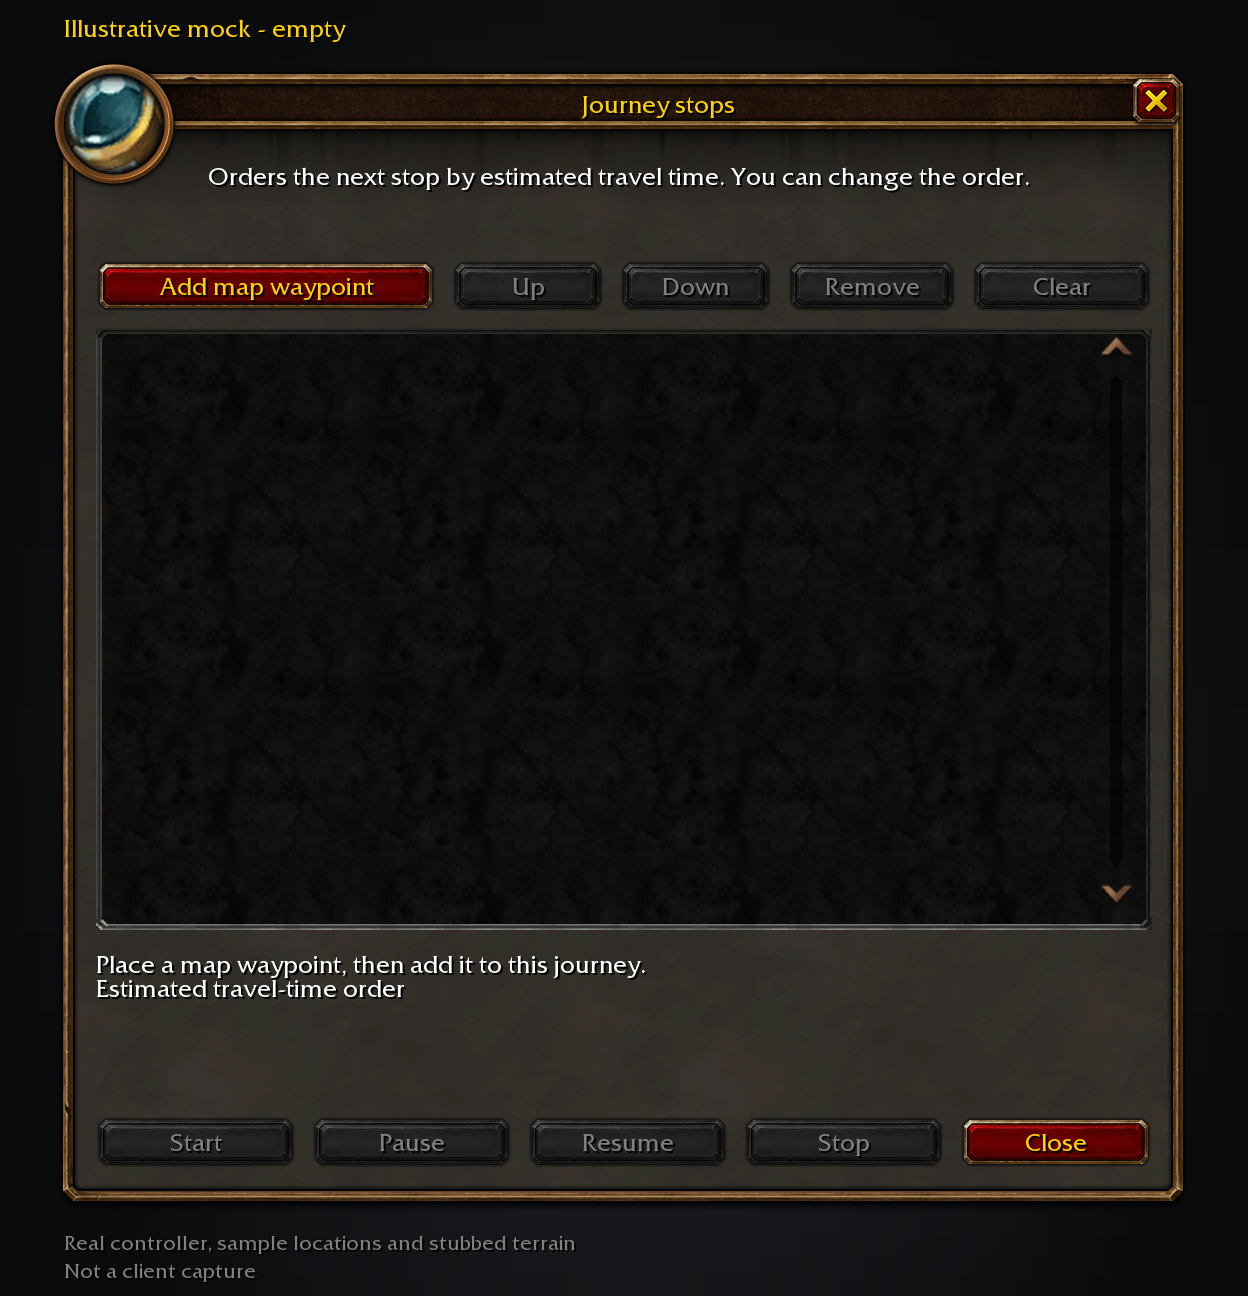 Illustrative mock - empty
Journey stops
Orders the next stop by estimated travel time. You can change the order.
Add map waypoint
Up
Down
Remove
Clear
Place a map waypoint, then add it to this journey.
Estimated travel-time order
Start
Pause
Resume
Stop
Close
Real controller, sample locations and stubbed terrain
Not a client capture